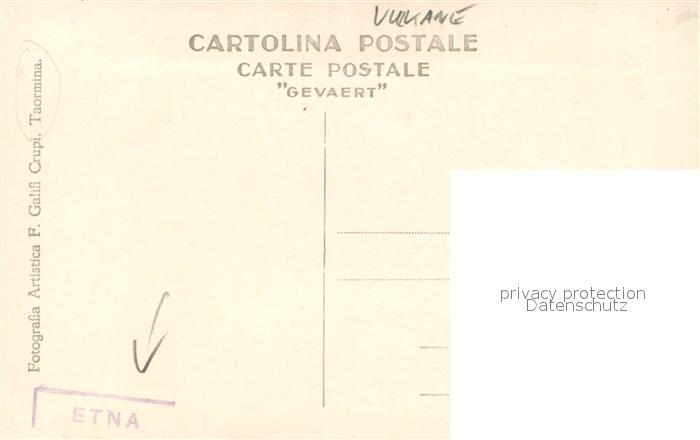 VULKANE
CARTOLINA POSTALE
CARTE POSTALE
"GEVAERT"
Fotografia Artistica F. Galifi Crupi, Taormina.
privacy protection
Datenschutz
ETNA